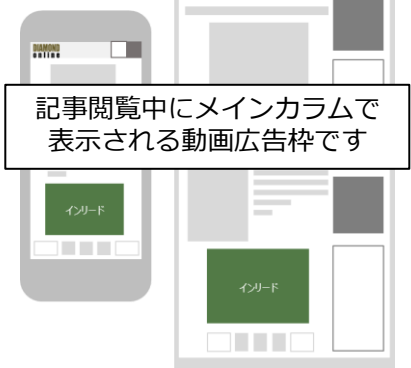 DIAMOND
online
記事閲覧中にメインカラムで
表示される動画広告枠です
インリード
インリード